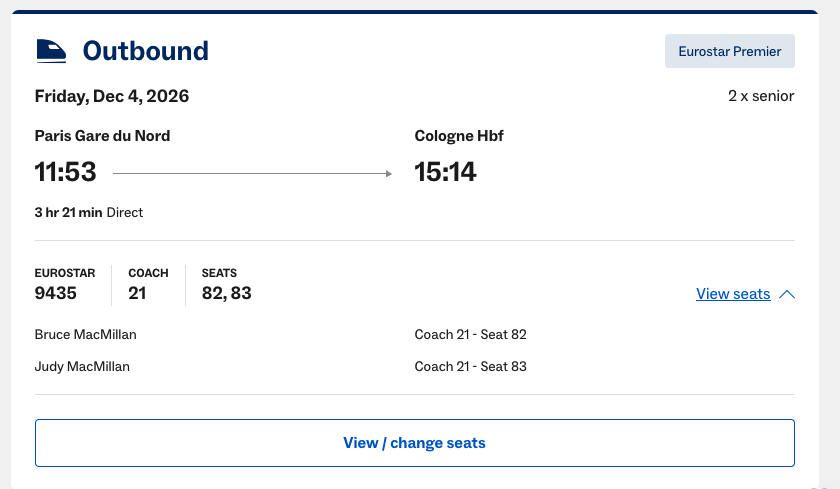 Outbound
Eurostar Premier
Friday, Dec 4, 2026
2 x senior
Paris Gare du Nord
Cologne Hbf
11:53
15:14
3 hr 21 min Direct
EUROSTAR
COACH
SEATS
9435
21
82, 83
View seats
Bruce MacMillan
Coach 21 - Seat 82
Judy MacMillan
Coach 21 - Seat 83
View / change seats